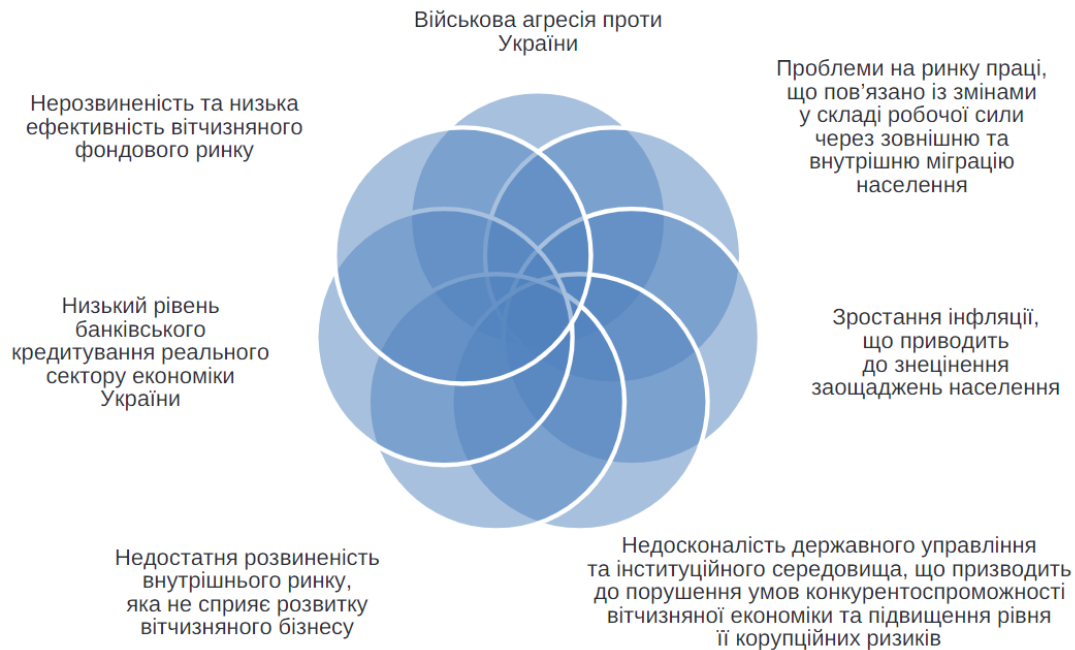 Військова агресія проти
України
Проблеми на ринку праці,
що пов’язано із змінами
у складі робочої сили
через зовнішню та
внутрішню міграцію
населення
Зростання інфляції,
що приводить
до знецінення
заощаджень населення
Недосконалість державного управління
та інституційного середовища, що призводить
до порушення умов конкурентоспроможності
вітчизняної економіки та підвищення рівня
її корупційних ризиків
Недостатня розвиненість
внутрішнього ринку,
яка не сприяє розвитку
вітчизняного бізнесу
Низький рівень
банківського
кредитування реального
сектору економіки
України
Нерозвиненість та низька
ефективність вітчизняного
фондового ринку